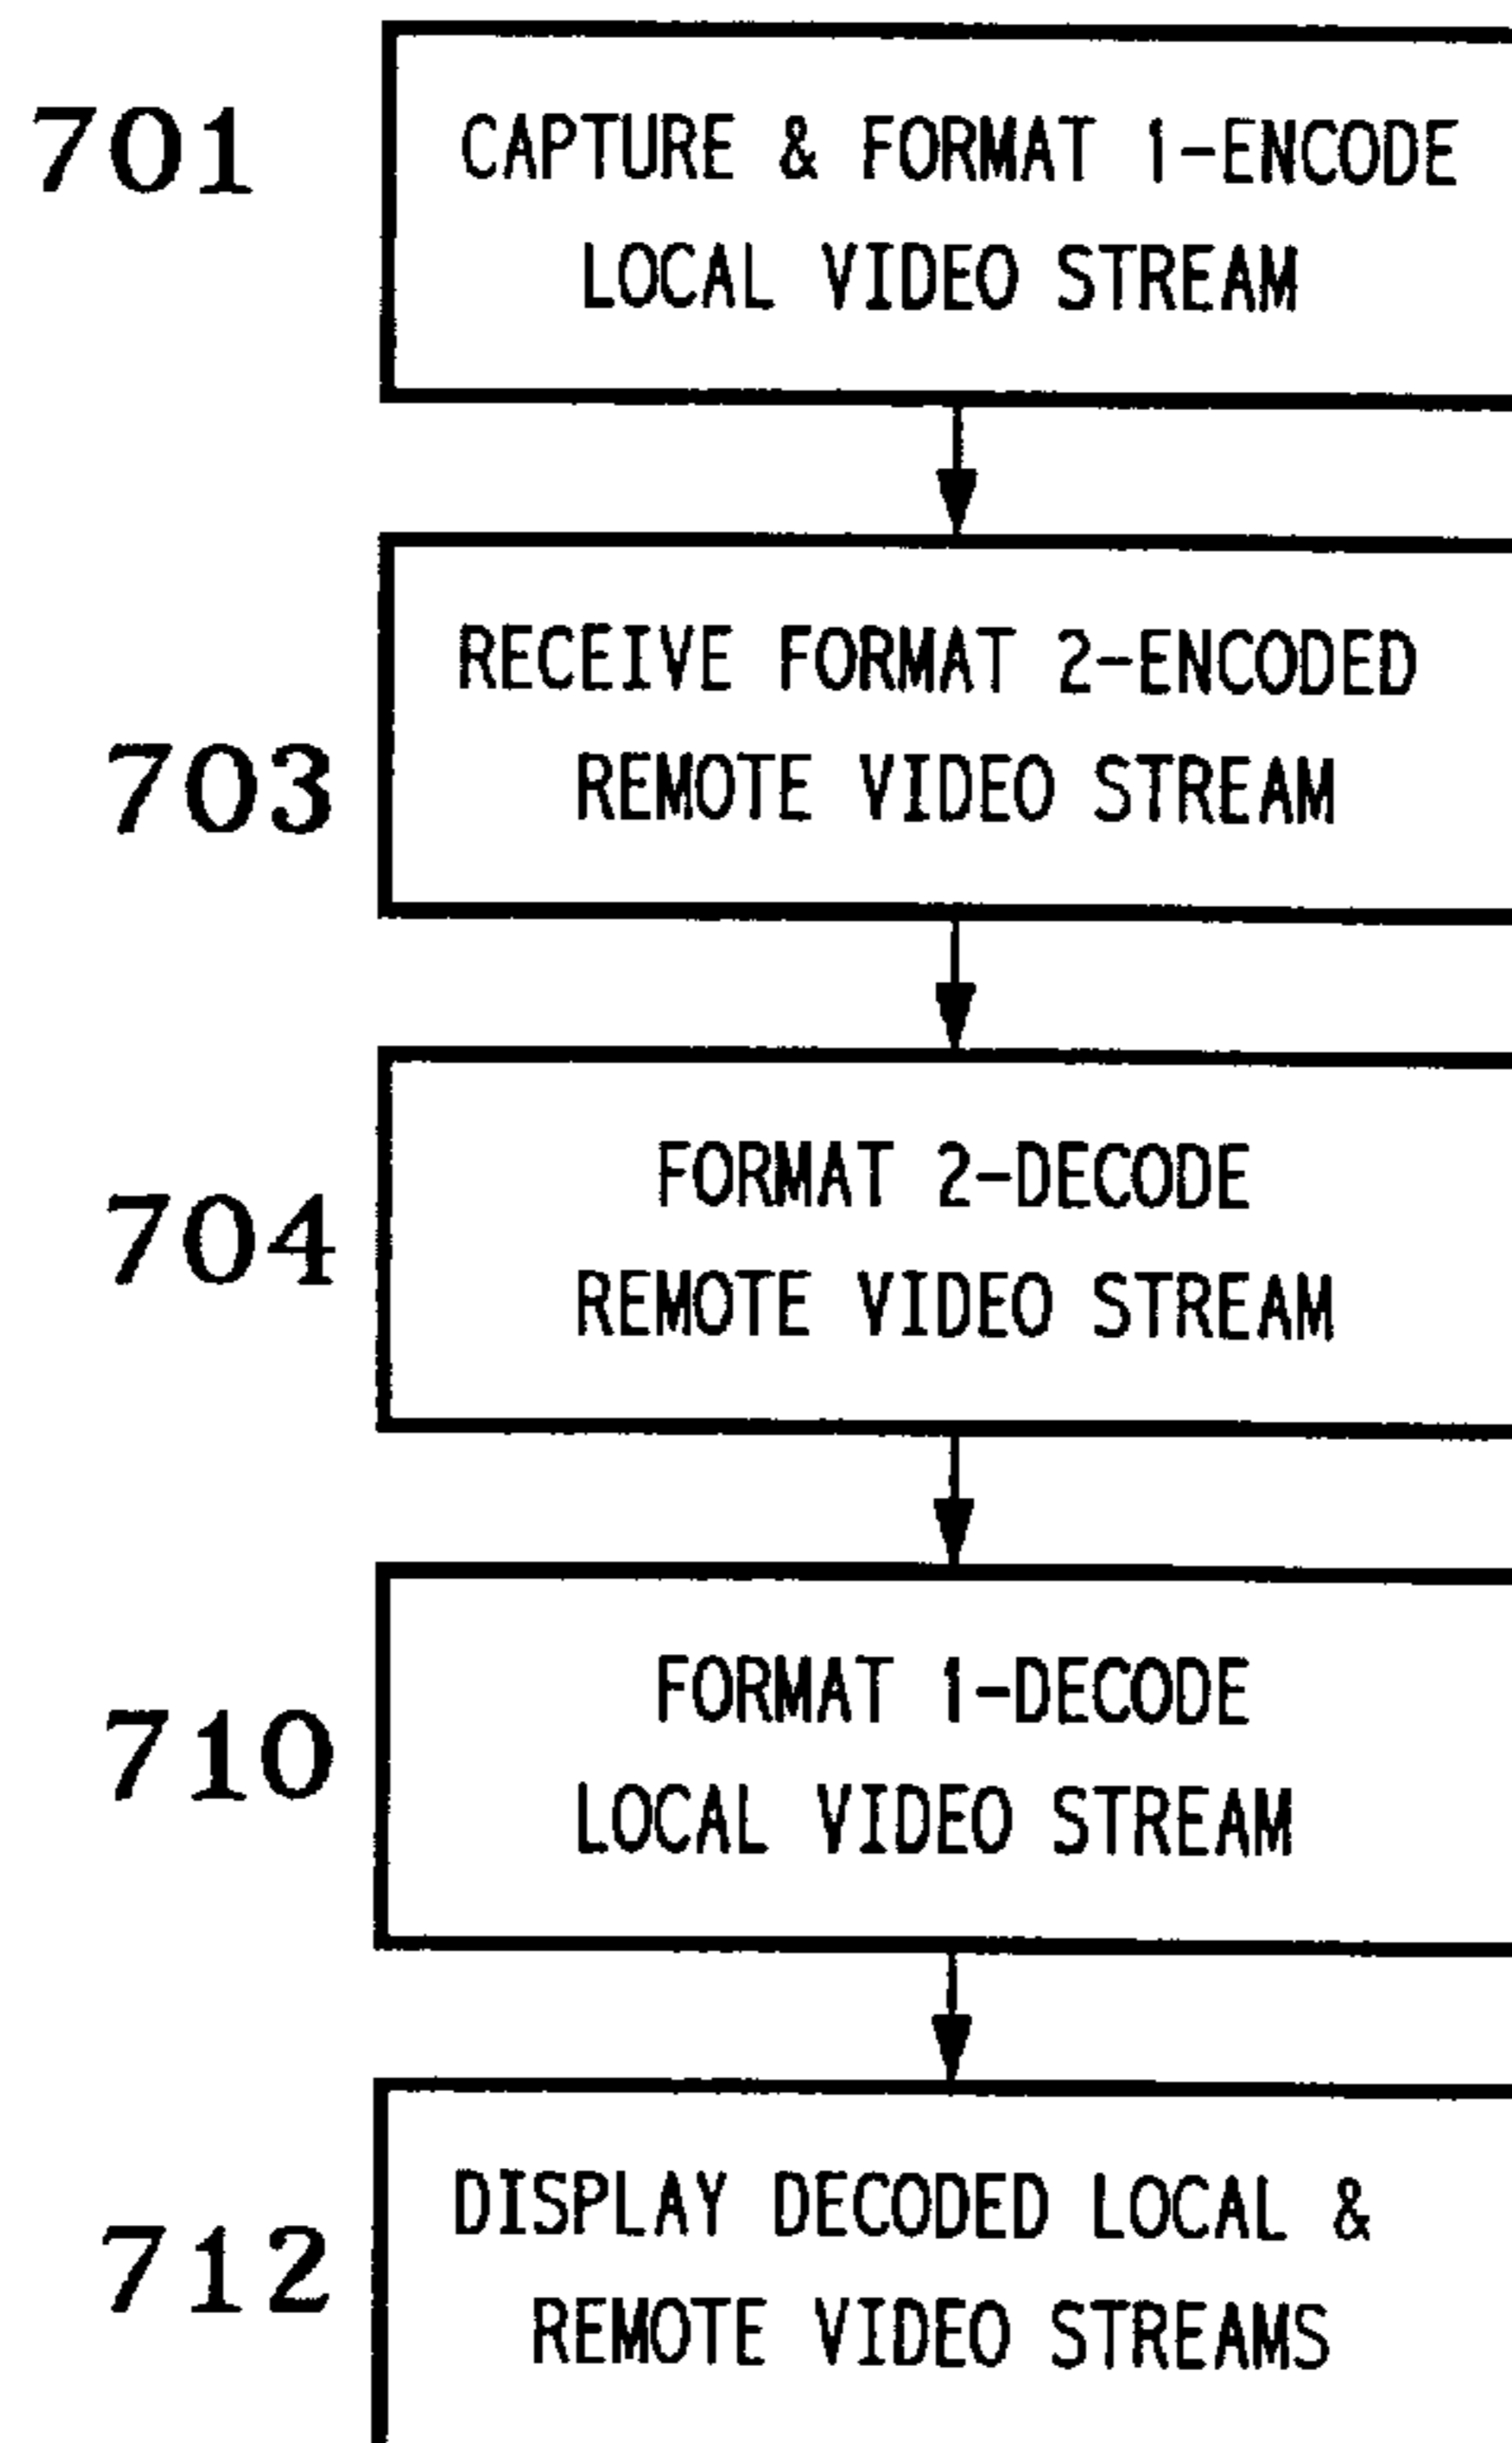 701
CAPTURE & FORMAT 1-ENCODE
LOCAL VIDEO STREAM
RECEIVE FORMAT 2-ENCODED
703
REMOTE VIDEO STREAM
FORMAT 2-DECODE
704
REMOTE VIDEO STREAM
FORMAT 1-DECODE
710
LOCAL VIDEO STREAM
DISPLAY DECODED LOCAL &
712
REMOTE VIDEO STREAMS